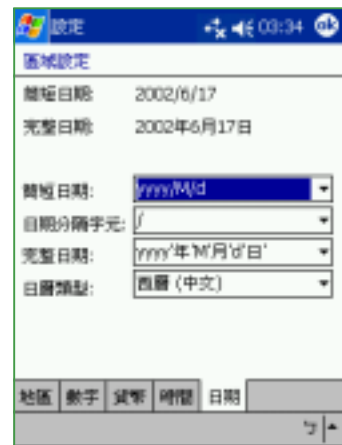 設定 03:34 ok
區域設定
簡短日期: 2002/6/17
完整日期: 2002年6月17日
簡短日期: yyyy/M/d
日期分隔字元: /
完整日期: yyyy'年'M'月'd'日'
日曆類型: 西曆 (中文)
地區 數字 貨幣 時間 日期
ㄅ